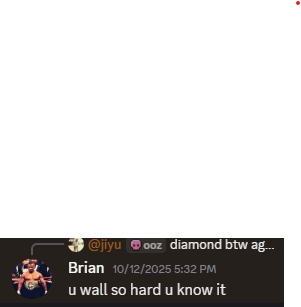 @jiyu ooz diamond btw ag...
Brian 10/12/2025 5:32 PM
u wall so hard u know it